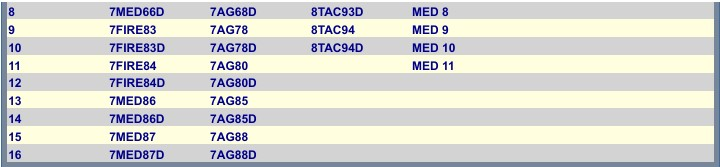 8 7MED66D 7AG68D 8TAC93D MED 8
9 7FIRE83 7AG78 8TAC94 MED 9
10 7FIRE83D 7AG78D 8TAC94D MED 10
11 7FIRE84 7AG80 MED 11
12 7FIRE84D 7AG80D
13 7MED86 7AG85
14 7MED86D 7AG85D
15 7MED87 7AG88
16 7MED87D 7AG88D